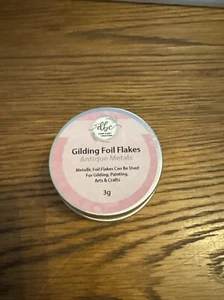 dbc
Gilding Foil Flakes
Antique Metals
Metallic Foil Flakes Can Be Used
For Gilding, Painting,
Arts & Crafts
3g